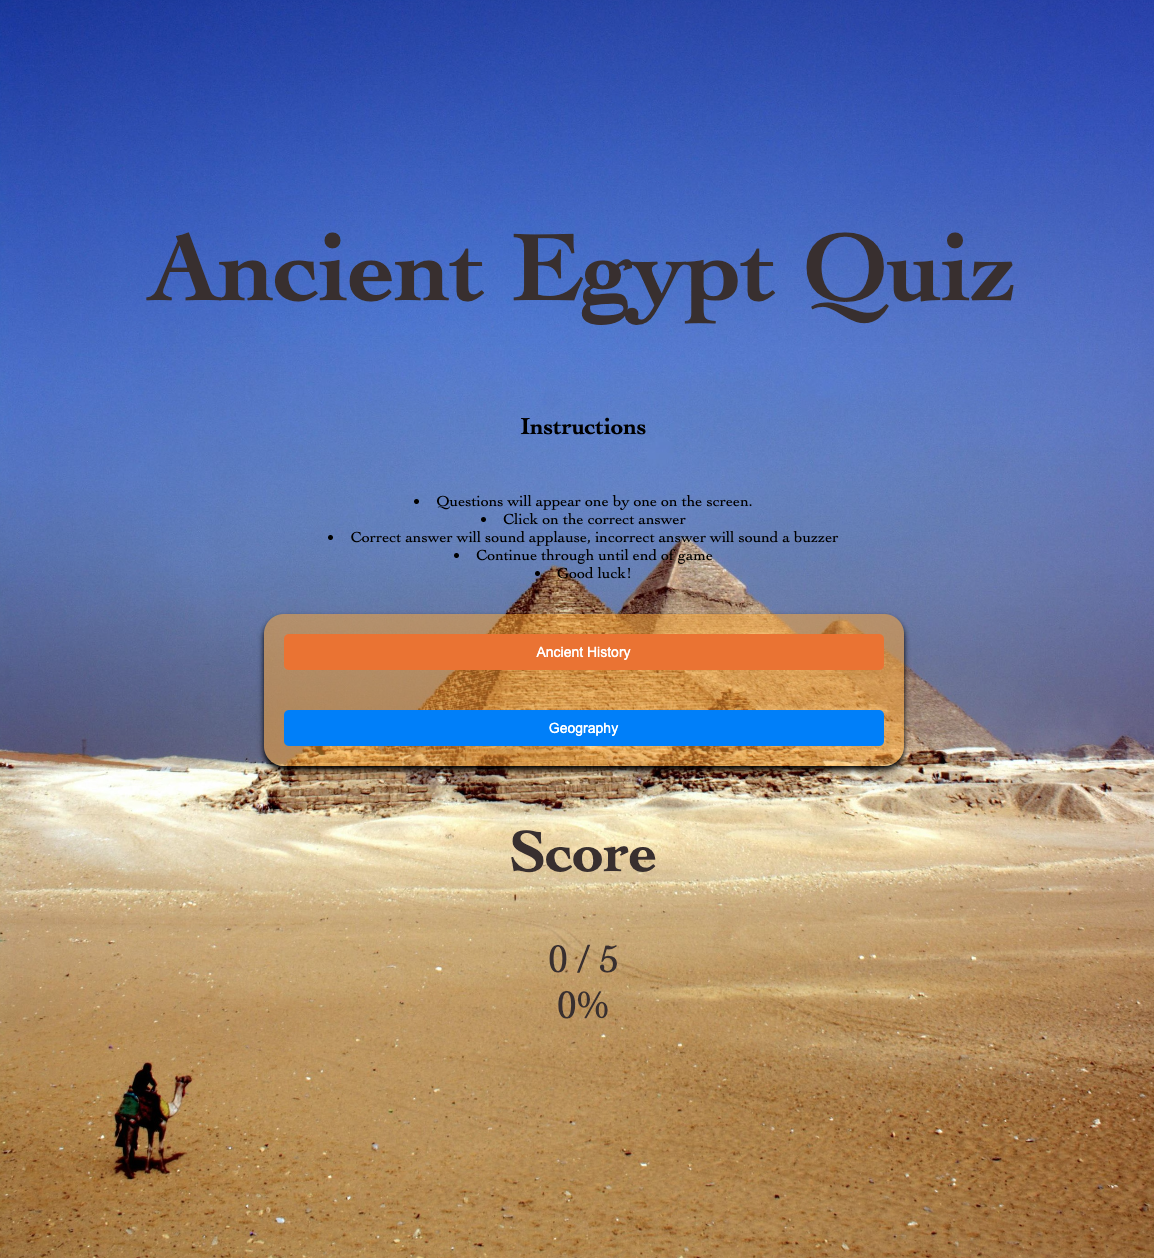 Ancient Egypt Quiz
Instructions
• Questions will appear one by one on the screen.
• Click on the correct answer
• Correct answer will sound applause, incorrect answer will sound a buzzer
• Continue through until end of game
• Good luck!
Ancient History
Geography
Score
0 / 5
0%